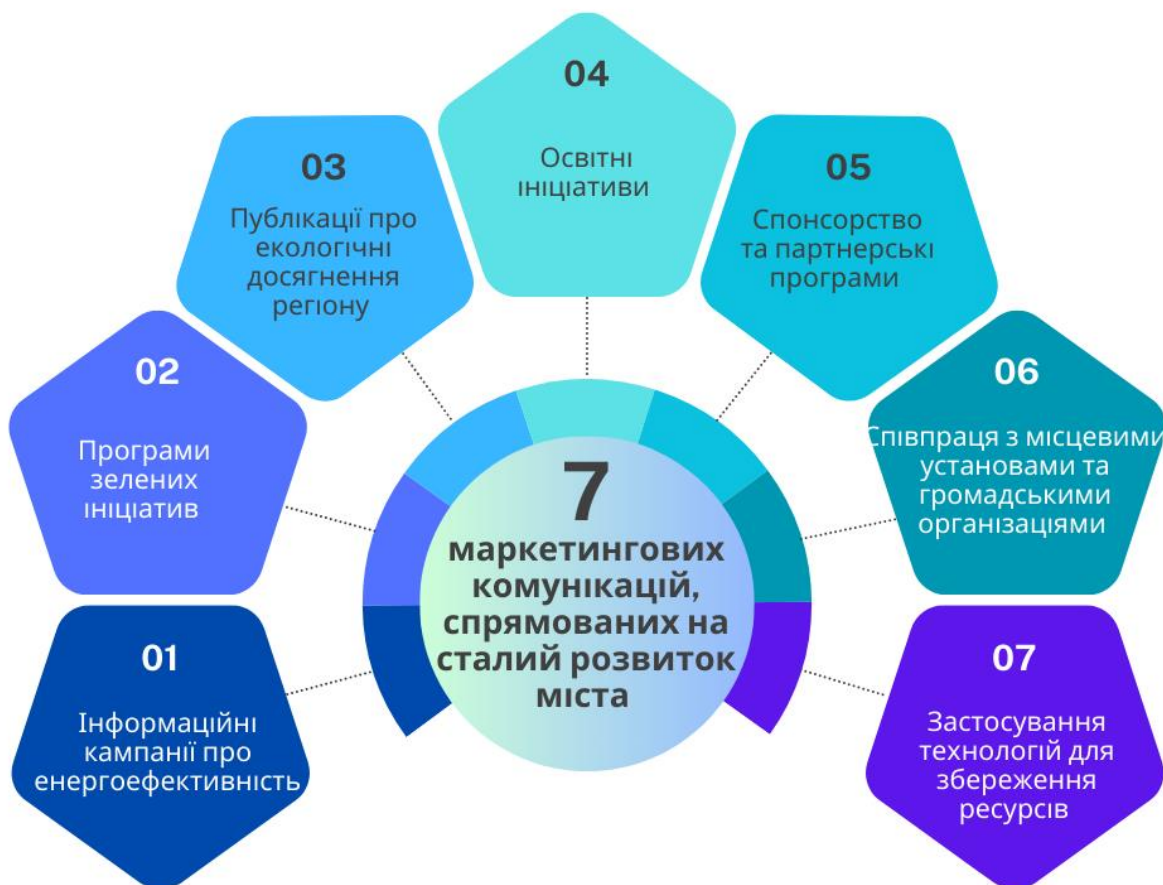 04
Освітні
ініціативи
03
Публікації про
екологічні
досягнення
регіону
05
Спонсорство
та партнерські
програми
02
Програми
зелених
ініціатив
06
Співпраця з місцевими
установами та
громадськими
організаціями
7
маркетингових
комунікацій,
спрямованих на
сталий розвиток
міста
01
Інформаційні
кампанії про
енергоефективність
07
Застосування
технологій для
збереження
ресурсів